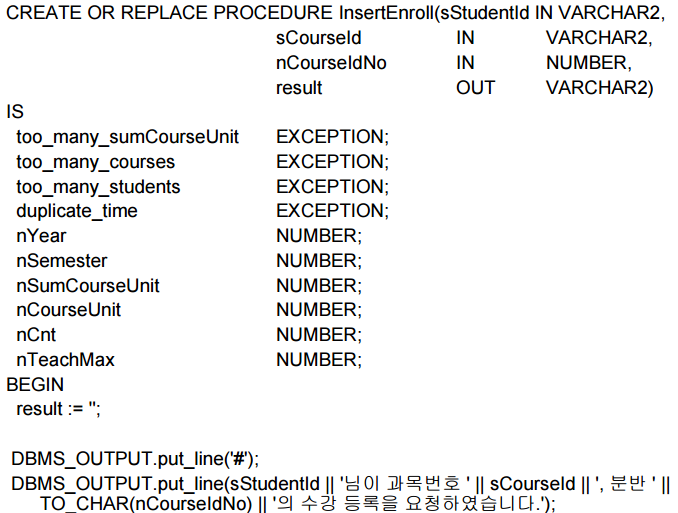 CREATE OR REPLACE PROCEDURE InsertEnroll(sStudentId IN VARCHAR2,
sCourseId IN VARCHAR2,
nCourseIdNo IN NUMBER,
result OUT VARCHAR2)
IS
too_many_sumCourseUnit EXCEPTION;
too_many_courses EXCEPTION;
too_many_students EXCEPTION;
duplicate_time EXCEPTION;
nYear NUMBER;
nSemester NUMBER;
nSumCourseUnit NUMBER;
nCourseUnit NUMBER;
nCnt NUMBER;
nTeachMax NUMBER;
BEGIN
result := '';
DBMS_OUTPUT.put_line('#');
DBMS_OUTPUT.put_line(sStudentId || '님이 과목번호 ' || sCourseId || ', 분반 ' ||
TO_CHAR(nCourseIdNo) || '의 수강 등록을 요청하였습니다.');